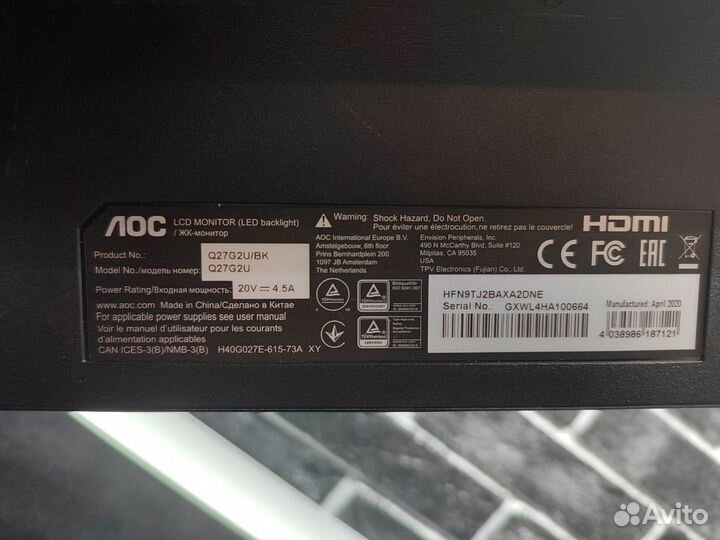 AOC
LCD MONITOR (LED backlight)
/ ЖК-монитор
Product No.: Q27G2U/BK
Model No./модель номер: Q27G2U
Power Rating/Входная мощность: 20V 4.5A
www.aoc.com Made in China/Сделано в Китае
For applicable power supplies see user manual
Voir le manuel d'utilisation pour les courants
d'alimentation applicables
CAN ICES-3(B)/NMB-3(B) H40G027E-615-73A XY
Warning: Shock Hazard, Do Not Open.
Pour éviter une électrocution,ne retirez pas le couvercle!
AOC International Europe B.V.
Amstelgebouw, 6th floor
Prins Bernhardplein 200
1097 JB Amsterdam
The Netherlands
Envision Peripherals, Inc.
490 N McCarthy Blvd, Suite #120
Milpitas, CA 95035
USA
TPV Electronics (Fujian) Co., Ltd.
HDMI
CE FC EAC
HFN9TJ2BAXA2DNE
Serial No.: GXWL4HA100664
Manufactured: April 2020
4 038986 187121
Avito